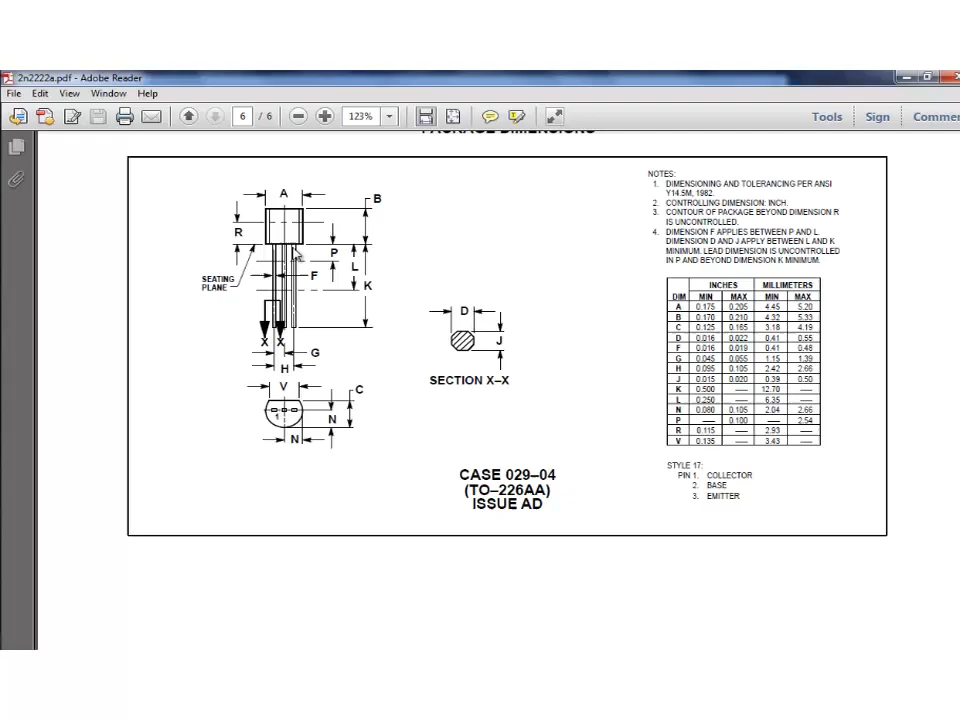 2n2222a.pdf - Adobe Reader
File Edit View Window Help
6 / 6 123% Tools Sign Commen
PACKAGE DIMENSIONS
A
B
R
P
L
F
K
SEATING
PLANE
X X
G
H
V
C
1
N
N
D
J
SECTION X–X
CASE 029–04
(TO–226AA)
ISSUE AD
NOTES:
1. DIMENSIONING AND TOLERANCING PER ANSI
Y14.5M, 1982.
2. CONTROLLING DIMENSION: INCH.
3. CONTOUR OF PACKAGE BEYOND DIMENSION R
IS UNCONTROLLED.
4. DIMENSION F APPLIES BETWEEN P AND L.
DIMENSION D AND J APPLY BETWEEN L AND K
MINIMUM. LEAD DIMENSION IS UNCONTROLLED
IN P AND BEYOND DIMENSION K MINIMUM.
INCHES MILLIMETERS
DIM MIN MAX MIN MAX
A 0.175 0.205 4.45 5.20
B 0.170 0.210 4.32 5.33
C 0.125 0.165 3.18 4.19
D 0.016 0.022 0.41 0.55
F 0.016 0.019 0.41 0.48
G 0.045 0.055 1.15 1.39
H 0.095 0.105 2.42 2.66
J 0.015 0.020 0.39 0.50
K 0.500 — 12.70 —
L 0.250 — 6.35 —
N 0.080 0.105 2.04 2.66
P — 0.100 — 2.54
R 0.115 — 2.93 —
V 0.135 — 3.43 —
STYLE 17:
PIN 1. COLLECTOR
2. BASE
3. EMITTER